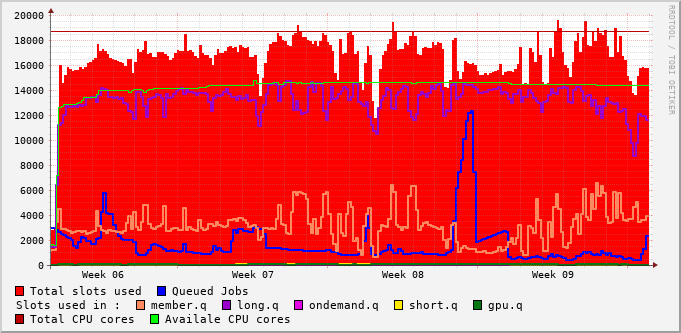 20000
18000
16000
14000
12000
10000
8000
6000
4000
2000
0
Week 06 Week 07 Week 08 Week 09
RRDTOOL / TOBI OETIKER
Total slots used Queued Jobs
Slots used in : member.q long.q ondemand.q short.q gpu.q
Total CPU cores Availale CPU cores